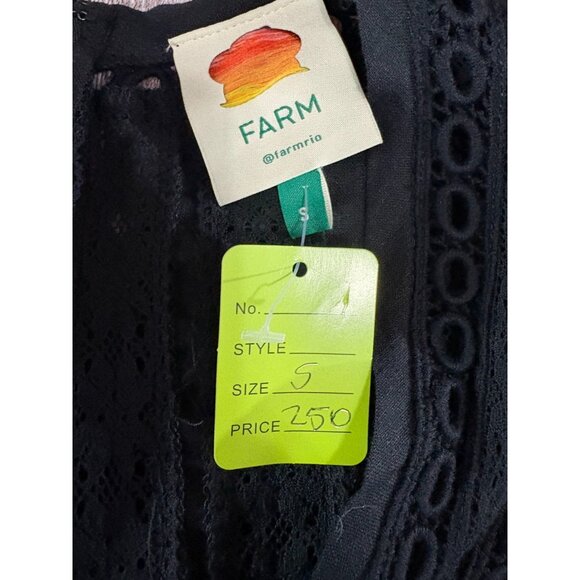 FARM
@farmrio
S
No.
STYLE
SIZE S
PRICE 250